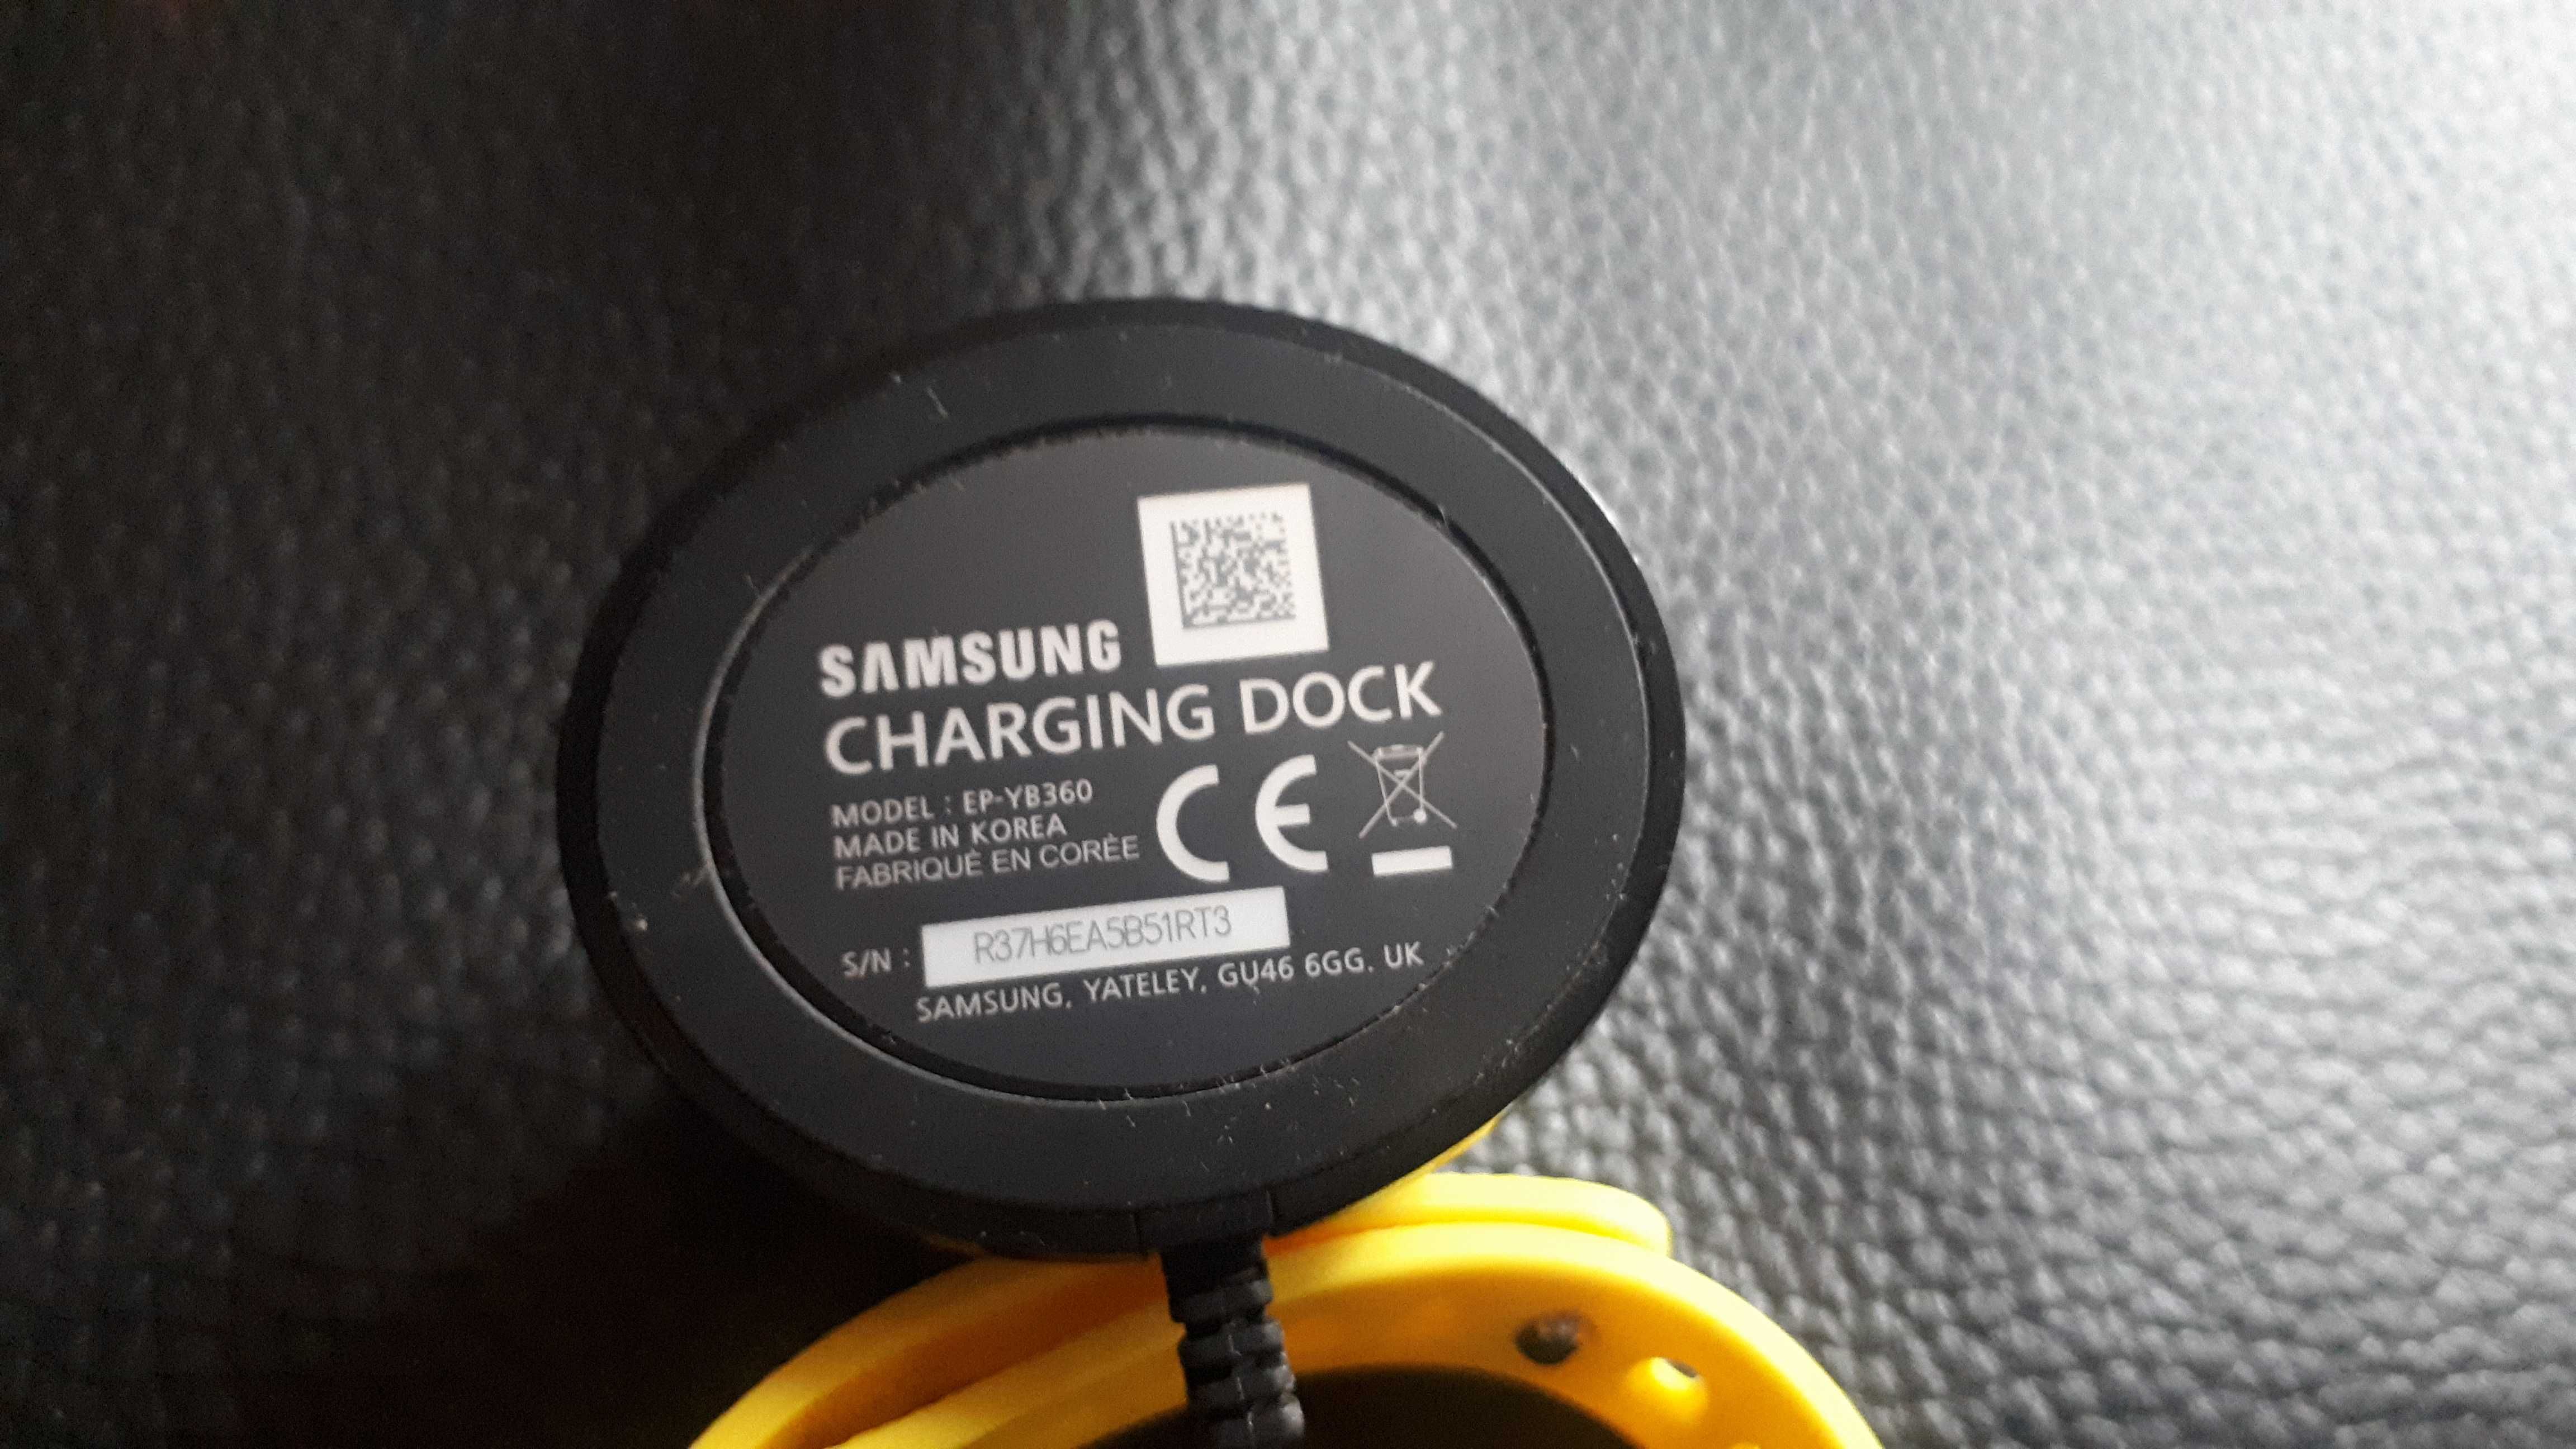 SAMSUNG
CHARGING DOCK
MODEL : EP-YB360
MADE IN KOREA
FABRIQUÉ EN CORÉE
CE
S/N : R37H6EA5B51RT3
SAMSUNG, YATELEY, GU46 6GG. UK